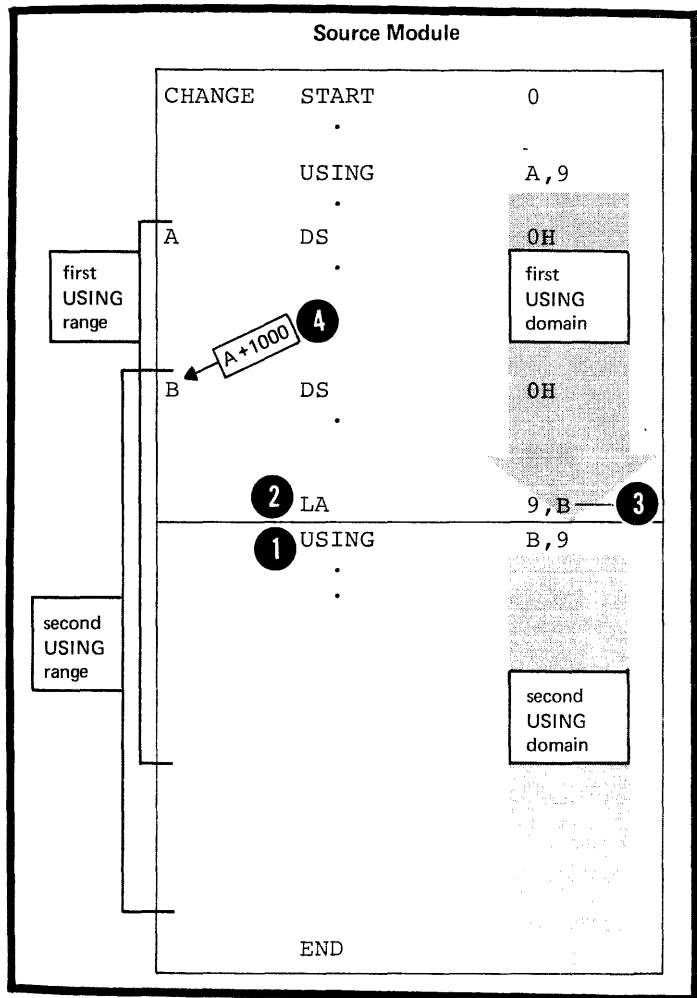 Source Module
CHANGE START 0
.
USING A,9
.
A DS 0H
.
first
USING
range
first
USING
domain
A+1000 4
B DS 0H
.
2 LA 9,B 3
1 USING B,9
.
.
second
USING
range
second
USING
domain
END